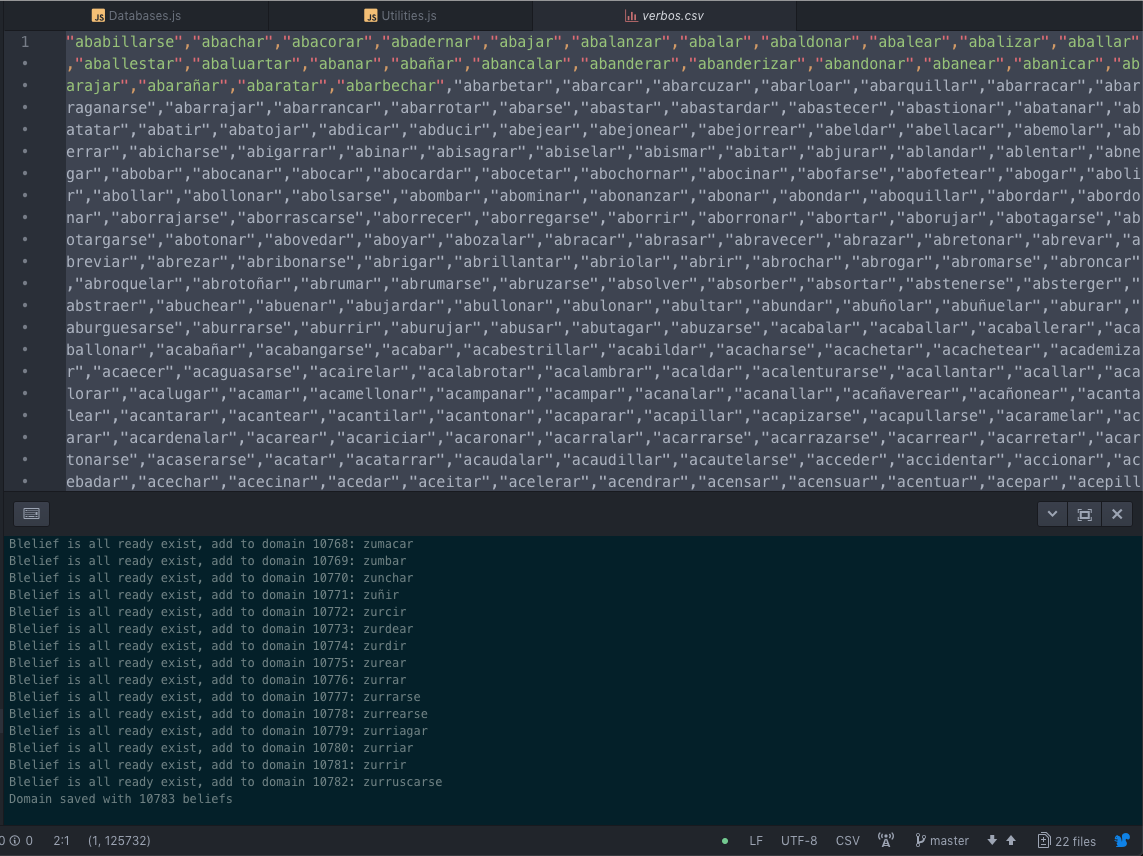 Databases.js
Utilities.js
verbos.csv
1 "ababillarse","abachar","abacorar","abadernar","abajar","abalanzar","abalar","abaldonar","abalear","abalizar","aballar"
,"aballestar","abaluartar","abanar","abañar","abancalar","abanderar","abanderizar","abandonar","abanear","abanicar","ab
arajar","abarañar","abaratar","abarbechar","abarbetar","abarcar","abarcuzar","abarloar","abarquillar","abarracar","abar
raganarse","abarrajar","abarrancar","abarrotar","abarse","abastar","abastardar","abastecer","abastionar","abatanar","ab
atatar","abatir","abatojar","abdicar","abducir","abejear","abejonear","abejorrear","abeldar","abellacar","abemolar","ab
errar","abicharse","abigarrar","abinar","abisagrar","abiselar","abismar","abitar","abjurar","ablandar","ablentar","abne
gar","abobar","abocanar","abocar","abocardar","abocetar","abochornar","abocinar","abofarse","abofetear","abogar","aboli
r","abollar","abollonar","abolsarse","abombar","abominar","abonanzar","abonar","abondar","aboquillar","abordar","abordo
nar","aborrajarse","aborrascarse","aborrecer","aborregarse","aborrir","aborronar","abortar","aborujar","abotagarse","ab
otargarse","abotonar","abovedar","aboyar","abozalar","abracar","abrasar","abravecer","abrazar","abretonar","abrevar","a
breviar","abrezar","abribonarse","abrigar","abrillantar","abriolar","abrir","abrochar","abrogar","abromarse","abroncar"
,"abroquelar","abrotoñar","abrumar","abrumarse","abruzarse","absolver","absorber","absortar","abstenerse","absterger","
abstraer","abuchear","abuenar","abujardar","abullonar","abulonar","abultar","abundar","abuñolar","abuñuelar","aburar","
aburguesarse","aburrarse","aburrir","aburujar","abusar","abutagar","abuzarse","acabalar","acaballar","acaballerar","aca
ballonar","acabañar","acabangarse","acabar","acabestrillar","acabildar","acacharse","acachetar","acachetear","academiza
r","acaecer","acaguasarse","acairelar","acalabrotar","acalambrar","acaldar","acalenturarse","acallantar","acallar","aca
lorar","acalugar","acamar","acamellonar","acampanar","acampar","acanalar","acanallar","acañaverear","acañonear","acanta
lear","acantarar","acantear","acantilar","acantonar","acaparar","acapillar","acapizarse","acapullarse","acaramelar","ac
arar","acardenalar","acarear","acariciar","acaronar","acarralar","acarrarse","acarrazarse","acarrear","acarretar","acar
tonarse","acaserarse","acatar","acatarrar","acaudalar","acaudillar","acautelarse","acceder","accidentar","accionar","ac
ebadar","acechar","acecinar","acedar","aceitar","acelerar","acendrar","acensar","acensuar","acentuar","acepar","acepill
Blelief is all ready exist, add to domain 10768: zumacar
Blelief is all ready exist, add to domain 10769: zumbar
Blelief is all ready exist, add to domain 10770: zunchar
Blelief is all ready exist, add to domain 10771: zuñir
Blelief is all ready exist, add to domain 10772: zurcir
Blelief is all ready exist, add to domain 10773: zurdear
Blelief is all ready exist, add to domain 10774: zurdir
Blelief is all ready exist, add to domain 10775: zurear
Blelief is all ready exist, add to domain 10776: zurrar
Blelief is all ready exist, add to domain 10777: zurrarse
Blelief is all ready exist, add to domain 10778: zurrearse
Blelief is all ready exist, add to domain 10779: zurriagar
Blelief is all ready exist, add to domain 10780: zurriar
Blelief is all ready exist, add to domain 10781: zurrir
Blelief is all ready exist, add to domain 10782: zurruscarse
Domain saved with 10783 beliefs
0 0 2:1 (1, 125732) LF UTF-8 CSV master 22 files